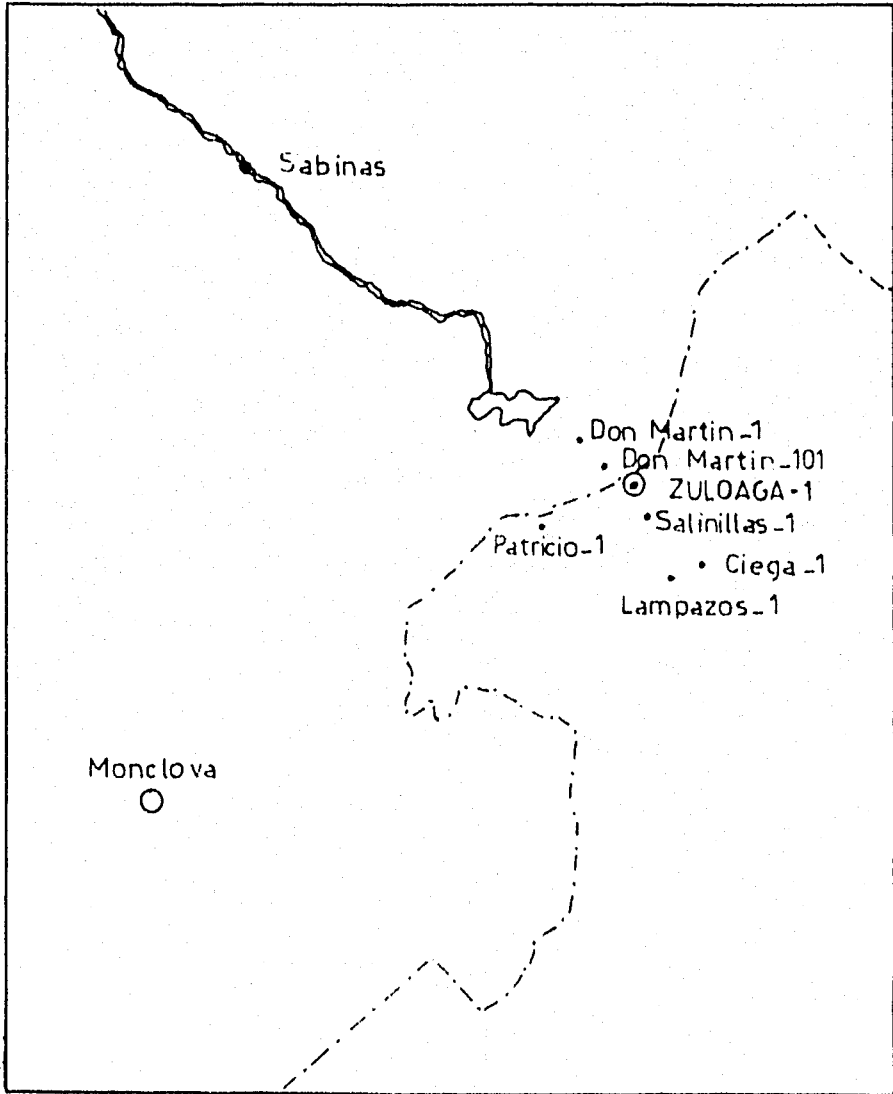 Sabinas
Don Martin-1
Don Martin-101
ZULOAGA-1
Salinillas-1
Patricio-1
Ciega-1
Lampazos-1
Monclova